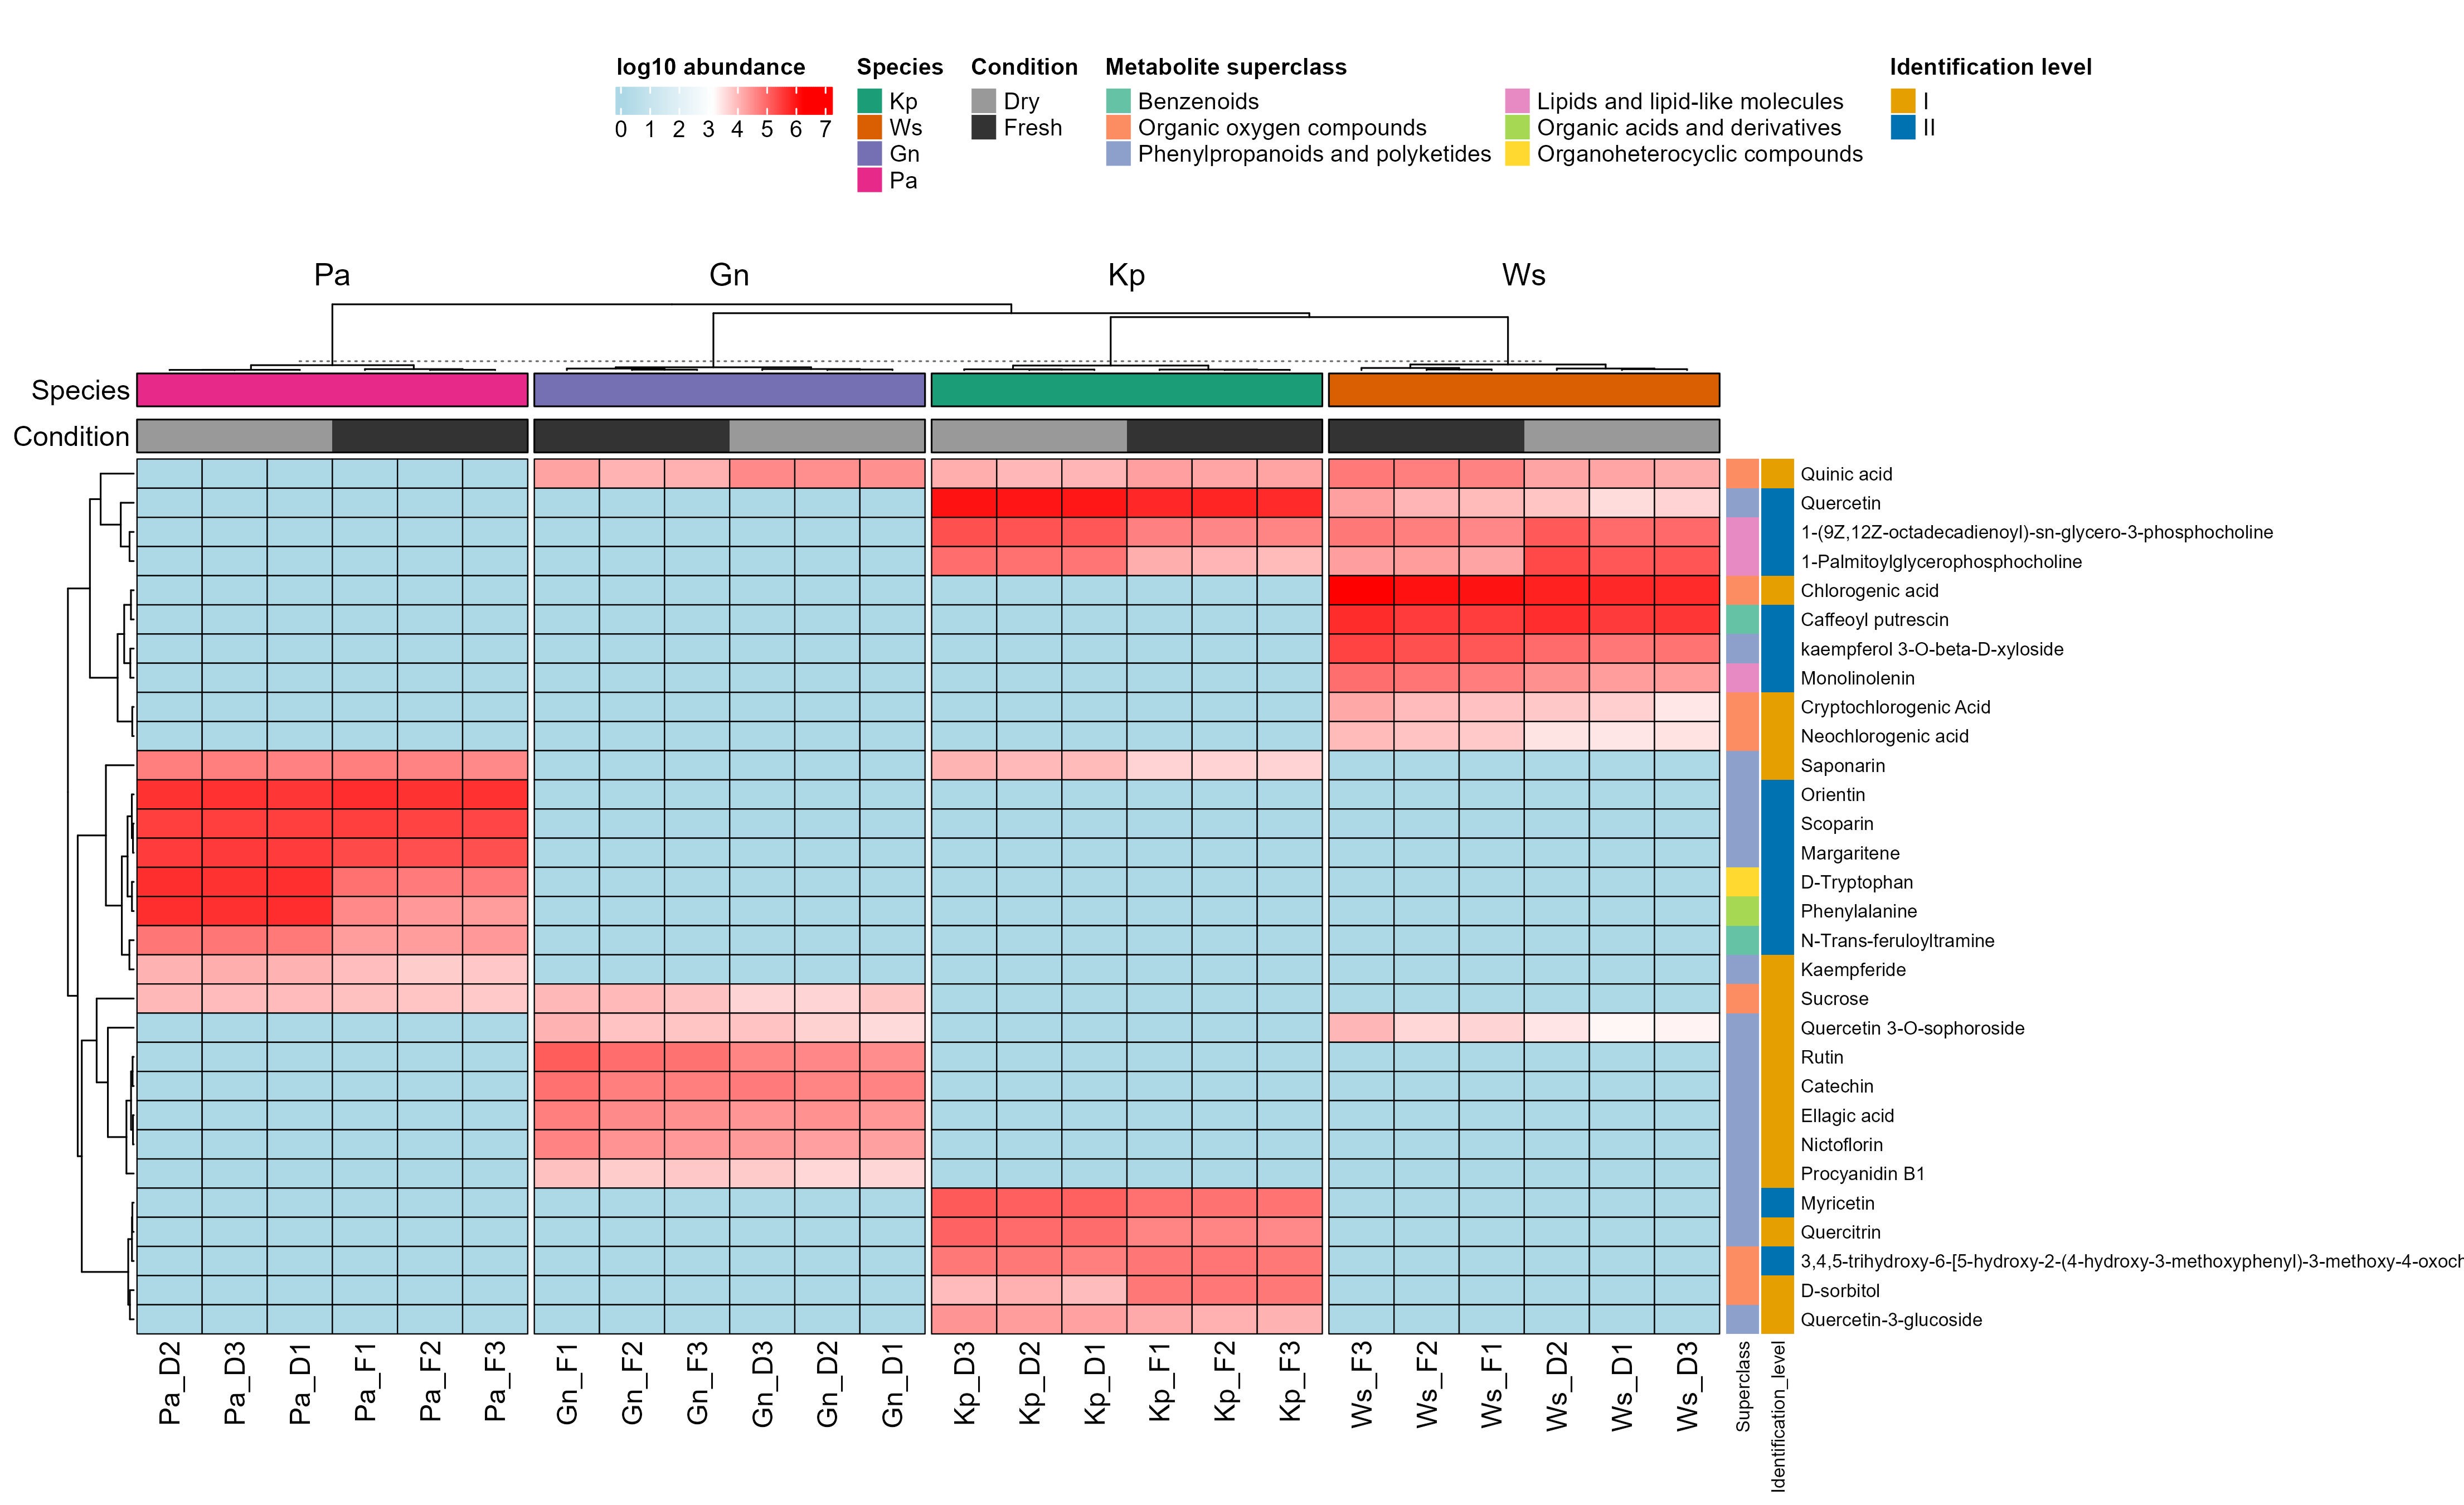 log10 abundance
0 1 2 3 4 5 6 7
Species
Kp
Ws
Gn
Pa
Condition
Dry
Fresh
Metabolite superclass
Benzenoids
Organic oxygen compounds
Phenylpropanoids and polyketides
Lipids and lipid-like molecules
Organic acids and derivatives
Organoheterocyclic compounds
Identification level
I
II
Pa Gn Kp Ws
Species
Condition
Quinic acid
Quercetin
1-(9Z,12Z-octadecadienoyl)-sn-glycero-3-phosphocholine
1-Palmitoylglycerophosphocholine
Chlorogenic acid
Caffeoyl putrescin
kaempferol 3-O-beta-D-xyloside
Monolinolenin
Cryptochlorogenic Acid
Neochlorogenic acid
Saponarin
Orientin
Scoparin
Margaritene
D-Tryptophan
Phenylalanine
N-Trans-feruloyltramine
Kaempferide
Sucrose
Quercetin 3-O-sophoroside
Rutin
Catechin
Ellagic acid
Nictoflorin
Procyanidin B1
Myricetin
Quercitrin
3,4,5-trihydroxy-6-[5-hydroxy-2-(4-hydroxy-3-methoxyphenyl)-3-methoxy-4-oxoch
D-sorbitol
Quercetin-3-glucoside
Pa_D2 Pa_D3 Pa_D1 Pa_F1 Pa_F2 Pa_F3 Gn_F1 Gn_F2 Gn_F3 Gn_D3 Gn_D2 Gn_D1 Kp_D3 Kp_D2 Kp_D1 Kp_F1 Kp_F2 Kp_F3 Ws_F3 Ws_F2 Ws_F1 Ws_D2 Ws_D1 Ws_D3 Superclass Identification_level